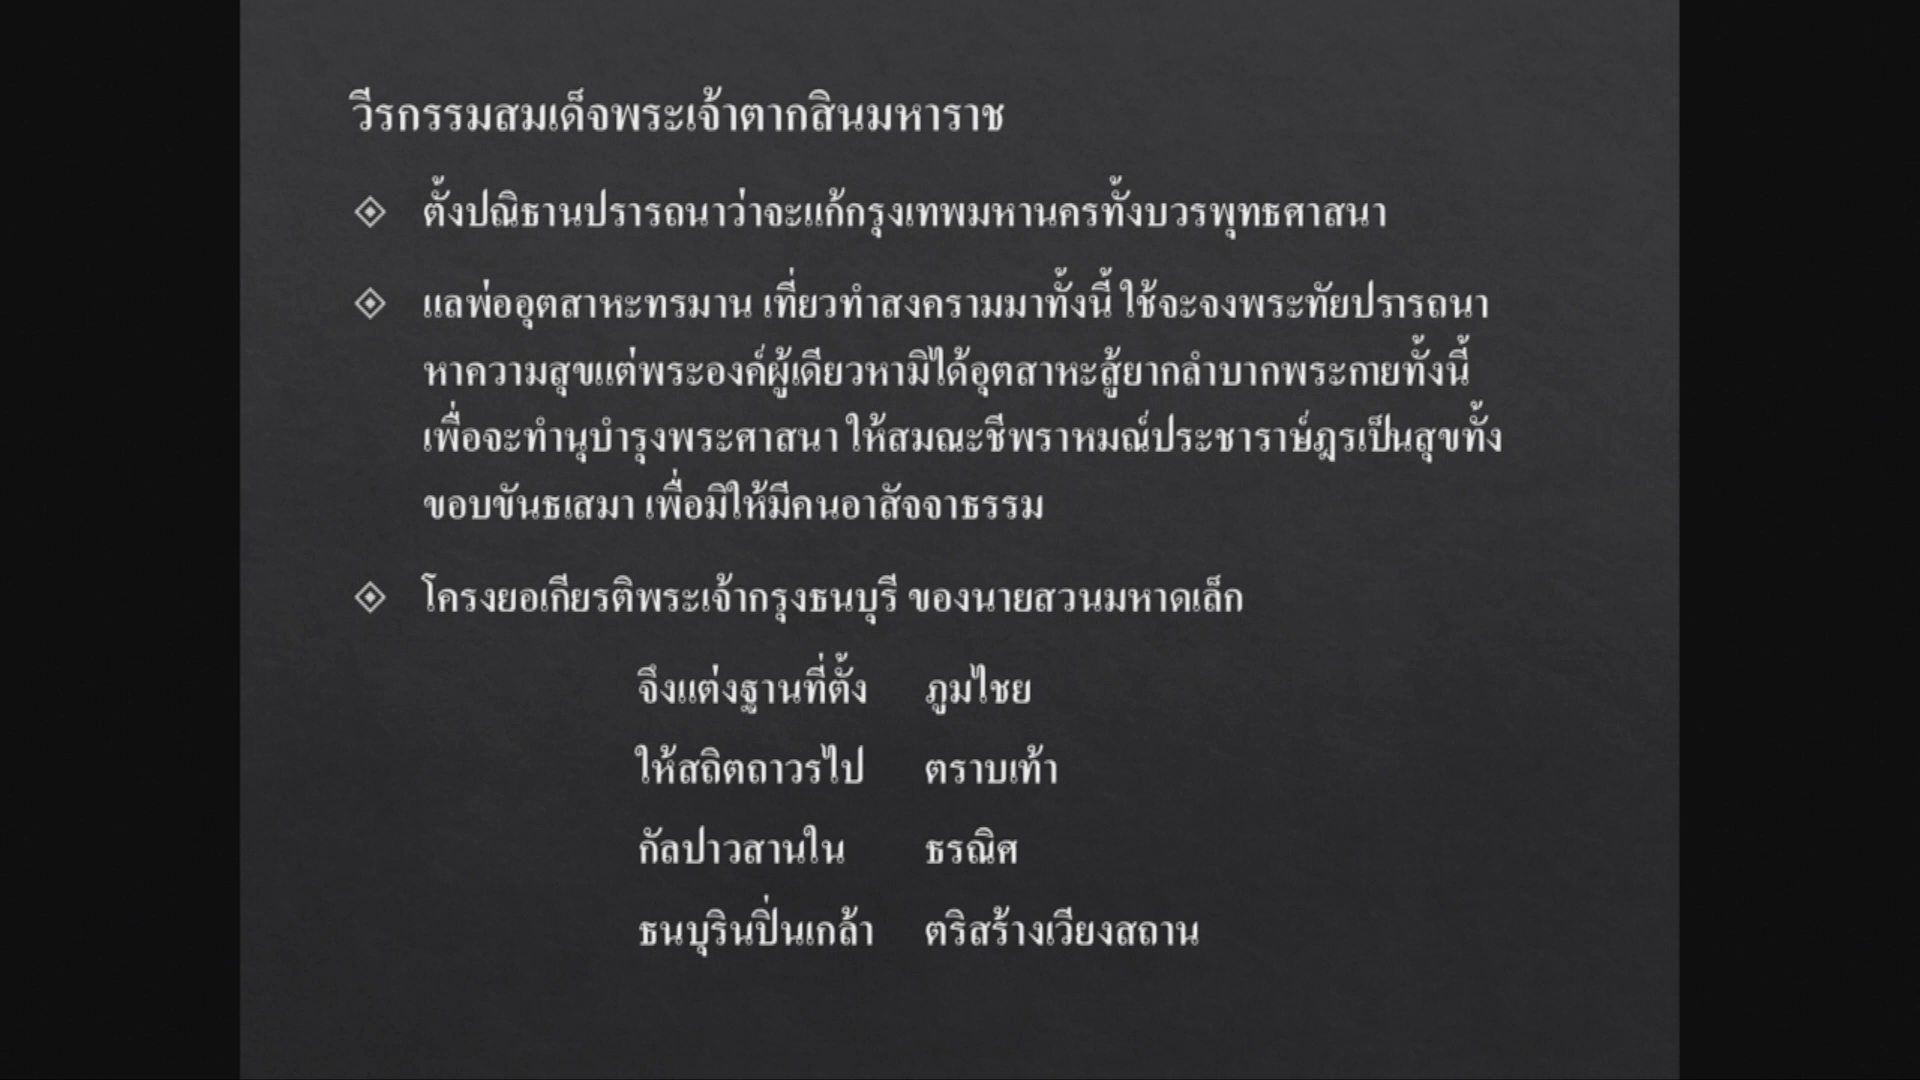 วีรกรรมสมเด็จพระเจ้าตากสินมหาราช
ตั้งปณิธานปรารถนาว่าจะแก้กรุงเทพมหานครทั้งบวรพุทธศาสนา
แลพ่ออุตสาหะทรมาน เที่ยวทำสงครามมาทั้งนี้ ใช้จะจงพระทัยปรารถนา
หาความสุขแต่พระองค์ผู้เดียวหามิได้อุตสาหะสู้ยากลำบากพระกายทั้งนี้
เพื่อจะทำนุบำรุงพระศาสนา ให้สมณะชีพราหมณ์ประชาราษ์ฎรเป็นสุขทั้ง
ขอบขันธเสมา เพื่อมิให้มีคนอาสัจจาธรรม
โครงยอเกียรติพระเจ้ากรุงธนบุรี ของนายสวนมหาดเล็ก
จึงแต่งฐานที่ตั้ง ภูมไชย
ให้สถิตถาวรไป ตราบเท้า
กัลปาวสานใน ธรณิศ
ธนบุรินปิ่นเกล้า ตริสร้างเวียงสถาน